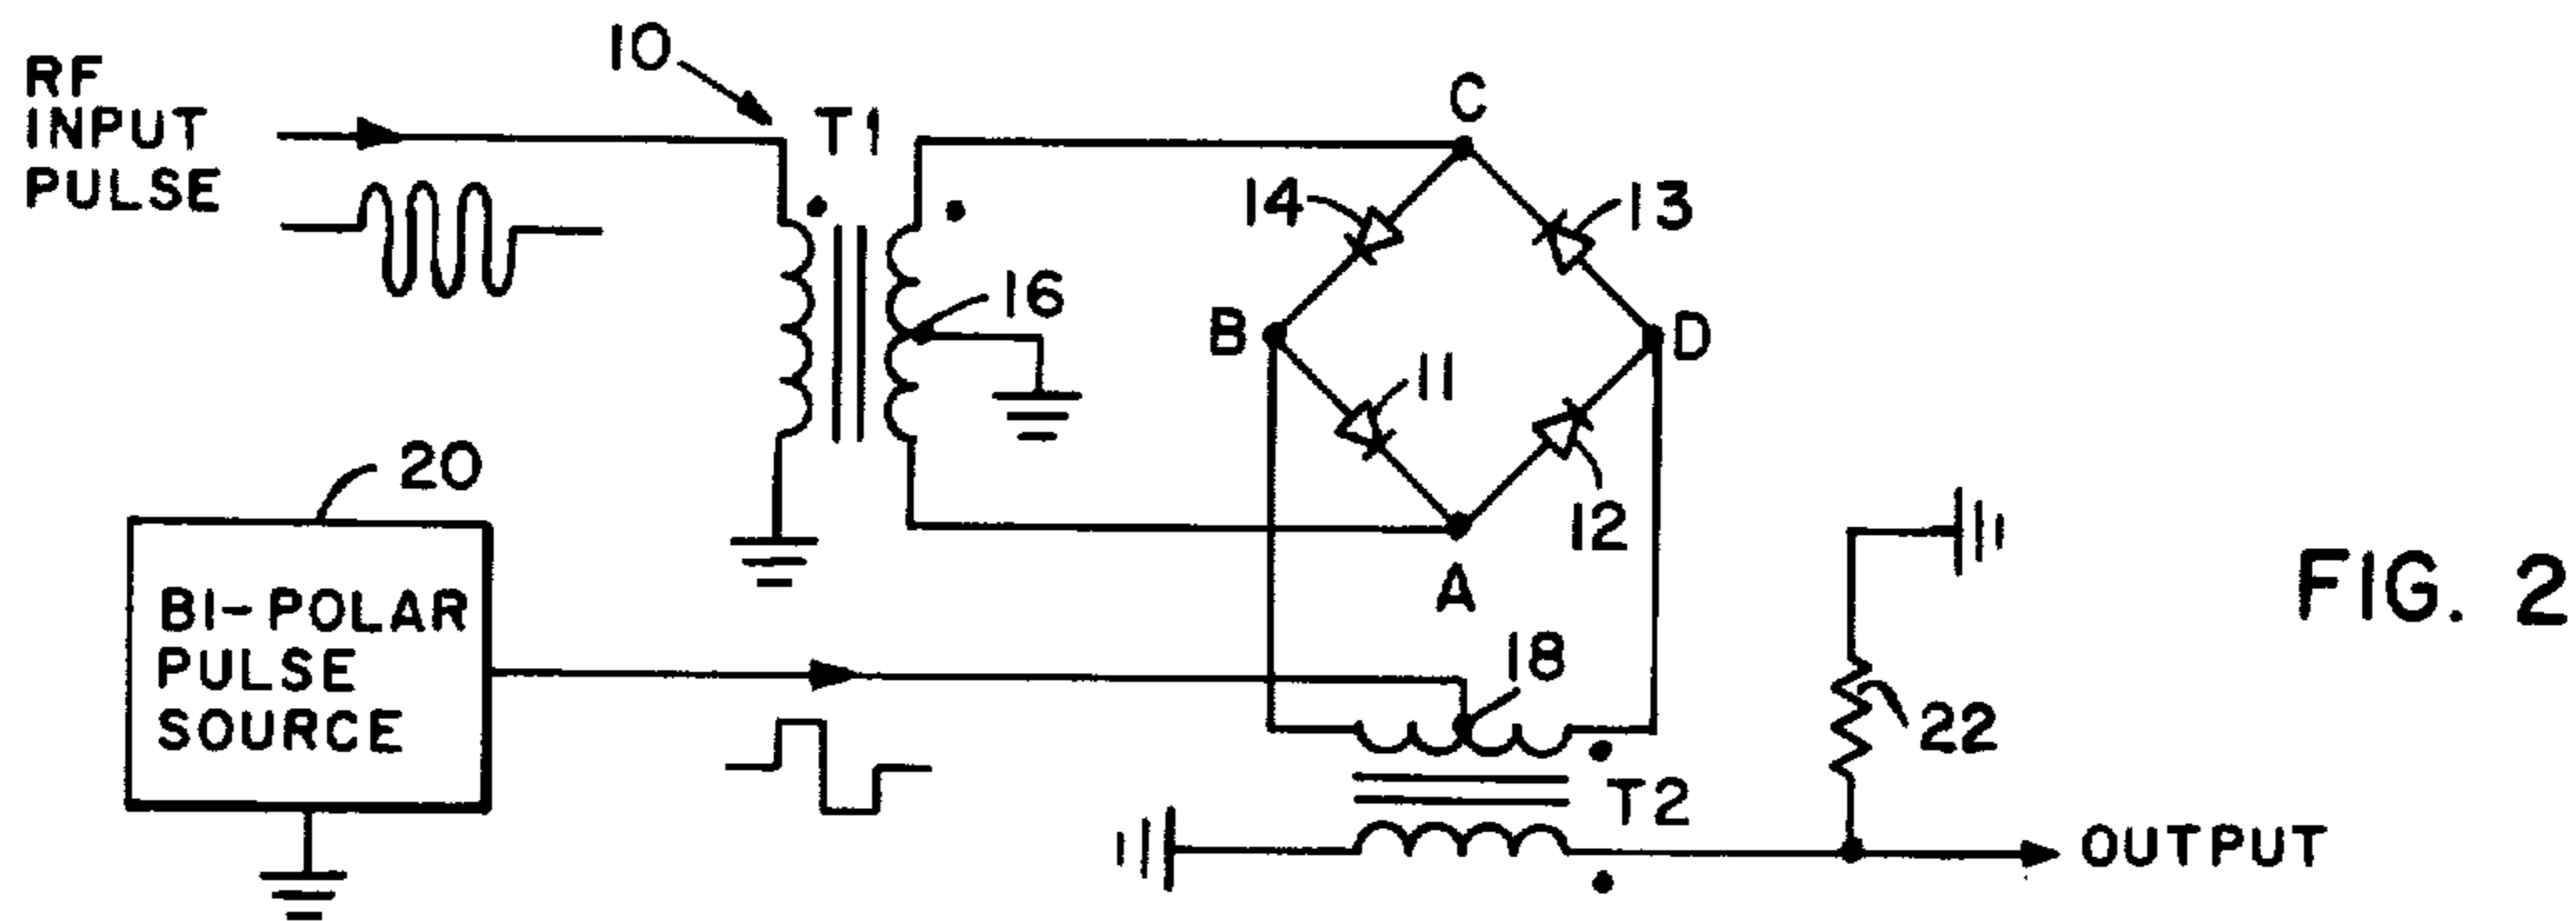 RF
INPUT
PULSE
10
T1
C
14
13
16
B
D
11
12
A
20
BI-POLAR
PULSE
SOURCE
18
T2
22
OUTPUT
FIG. 2